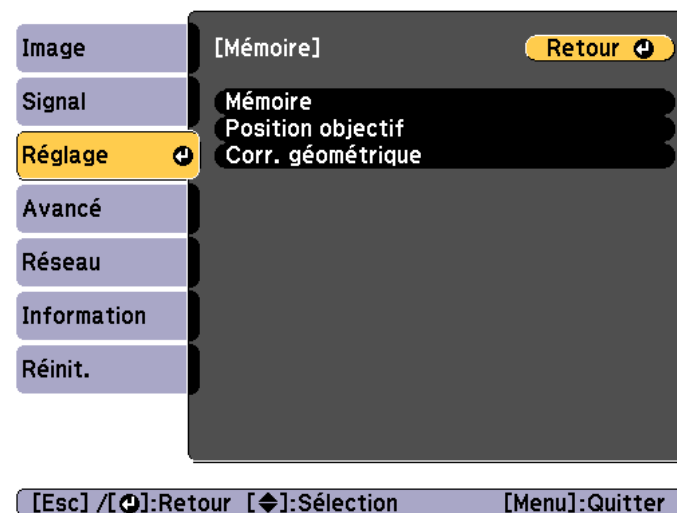 Image
Signal
Réglage
Avancé
Réseau
Information
Réinit.
[Mémoire]
Retour
Mémoire
Position objectif
Corr. géométrique
[Esc] /[⏎]:Retour [◆]:Sélection [Menu]:Quitter